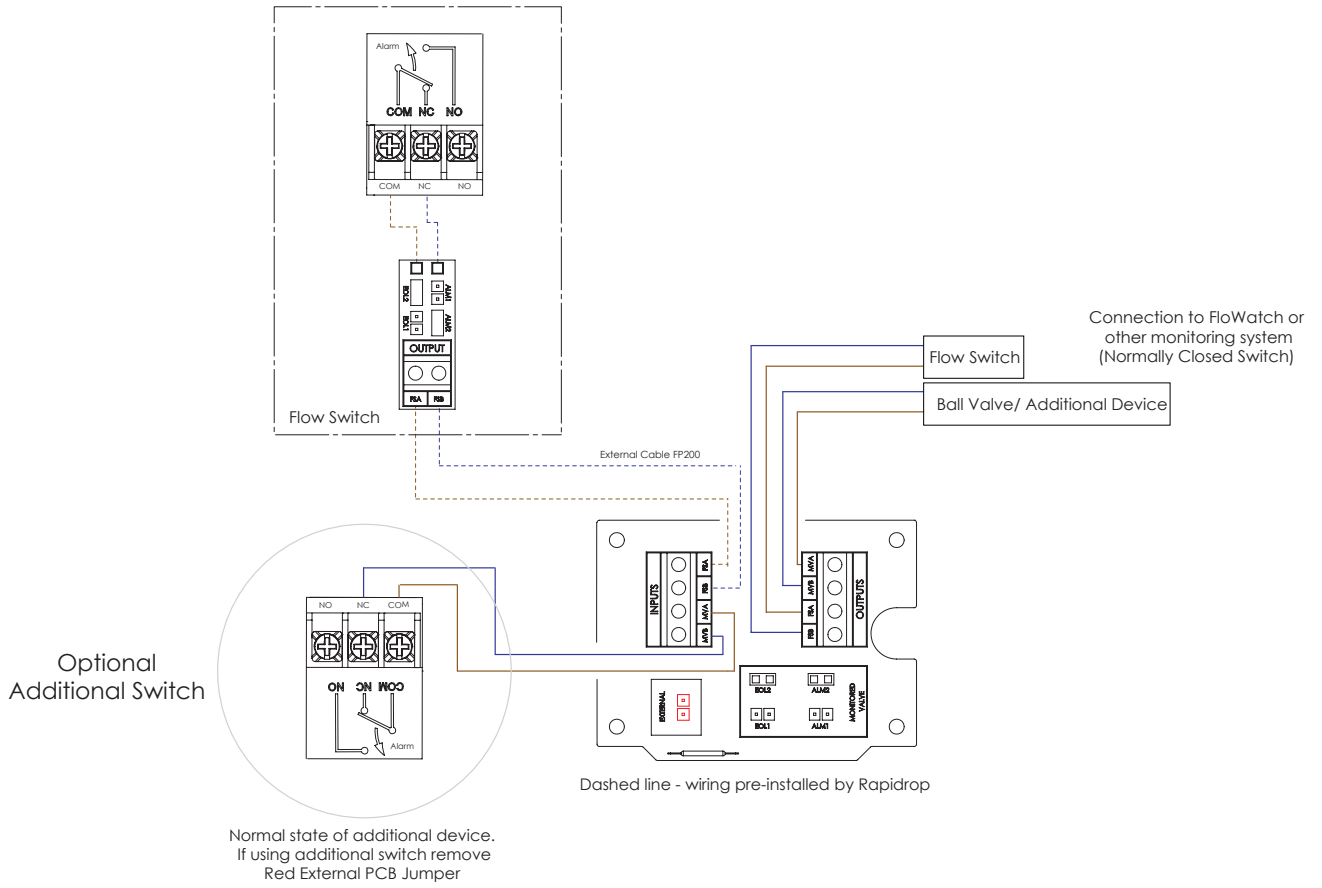 Alarm
COM NC NO
COM NC NO
EOL2 ALM1
EOL1 ALM2
OUTPUT
FSA FSB
Flow Switch
External Cable FP200
Connection to FloWatch or
other monitoring system
(Normally Closed Switch)
Flow Switch
Ball Valve/ Additional Device
INPUTS
FSA
FSB
MVA
MVB
MVA
MVB
FSA
FSB
OUTPUTS
EXTERNAL
EOL2 ALM2
EOL1 ALM1
MONITORED
VALVE
Dashed line - wiring pre-installed by Rapidrop
Optional
Additional Switch
NO NC COM
NO NC COM
Alarm
Normal state of additional device.
If using additional switch remove
Red External PCB Jumper